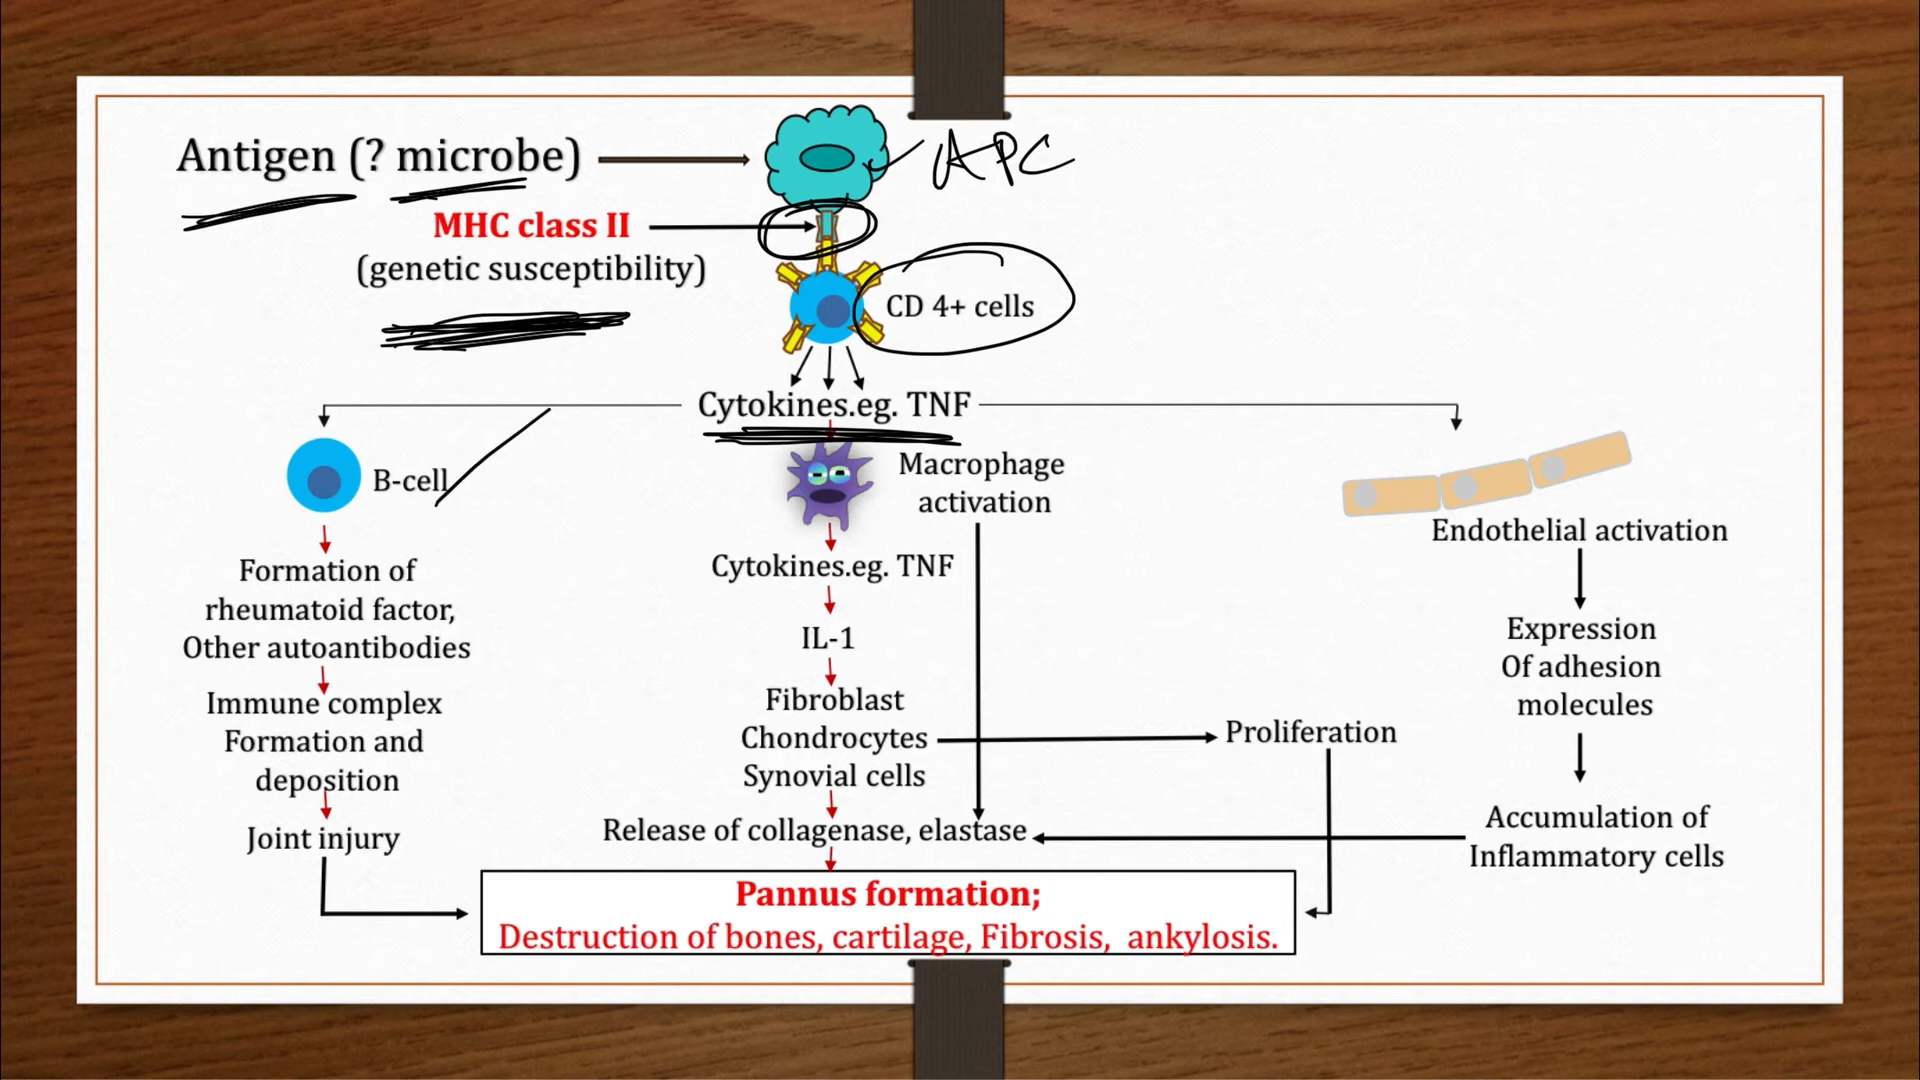 Antigen (? microbe)
APC
MHC class II
(genetic susceptibility)
CD 4+ cells
Cytokines.eg. TNF
B-cell
Formation of
rheumatoid factor,
Other autoantibodies
Immune complex
Formation and
deposition
Joint injury
Macrophage
activation
Cytokines.eg. TNF
IL-1
Fibroblast
Chondrocytes
Synovial cells
Release of collagenase, elastase
Proliferation
Endothelial activation
Expression
Of adhesion
molecules
Accumulation of
Inflammatory cells
Pannus formation;
Destruction of bones, cartilage, Fibrosis, ankylosis.